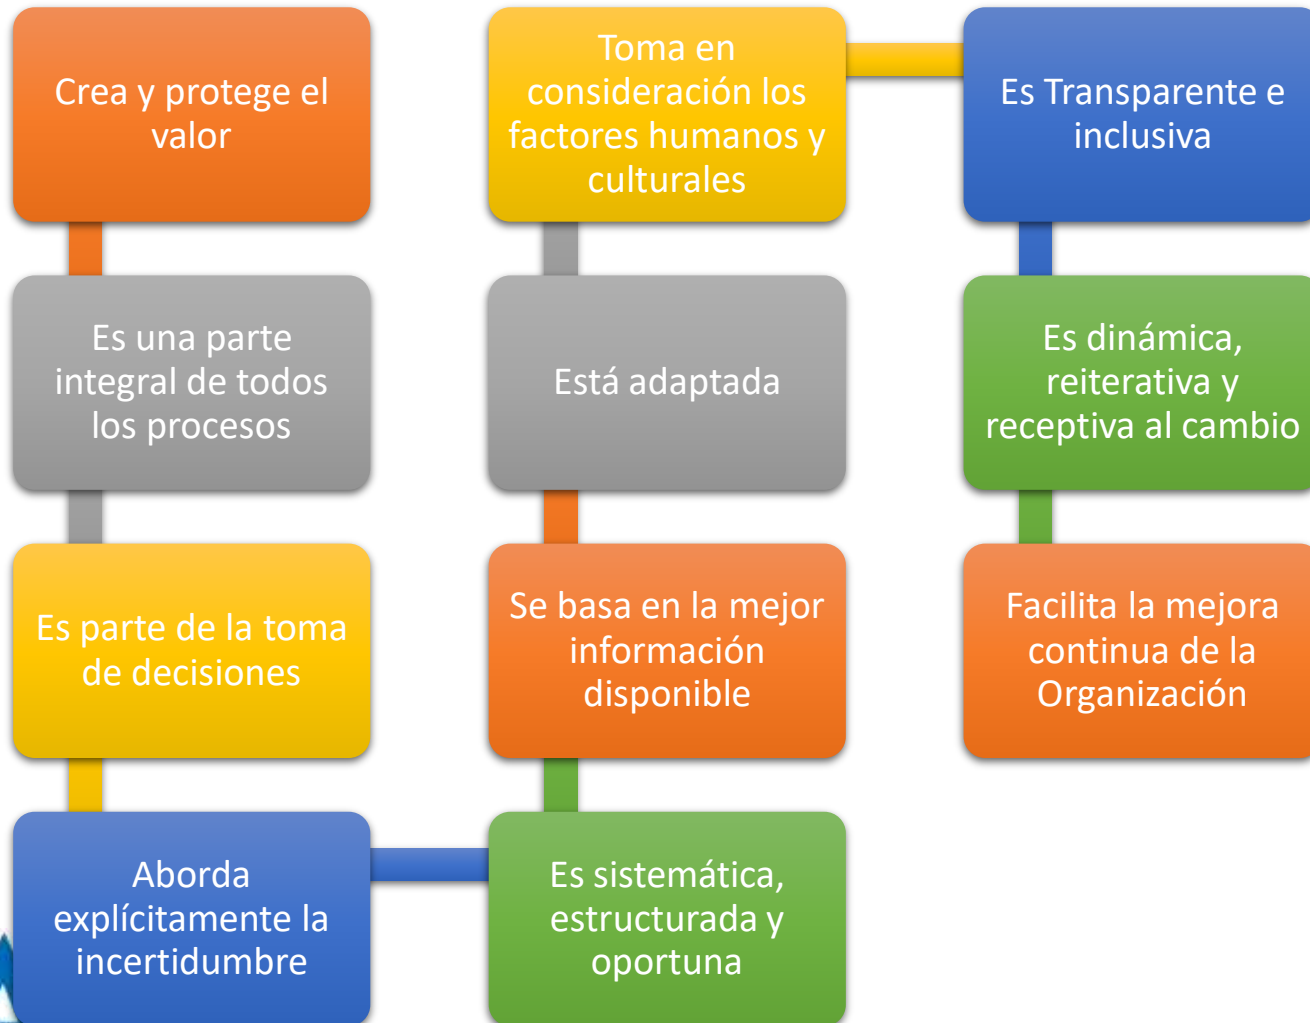 Crea y protege el
valor
Es una parte
integral de todos
los procesos
Es parte de la toma
de decisiones
Aborda
explícitamente la
incertidumbre
Es sistemática,
estructurada y
oportuna
Se basa en la mejor
información
disponible
Está adaptada
Toma en
consideración los
factores humanos y
culturales
Es Transparente e
inclusiva
Es dinámica,
reiterativa y
receptiva al cambio
Facilita la mejora
continua de la
Organización